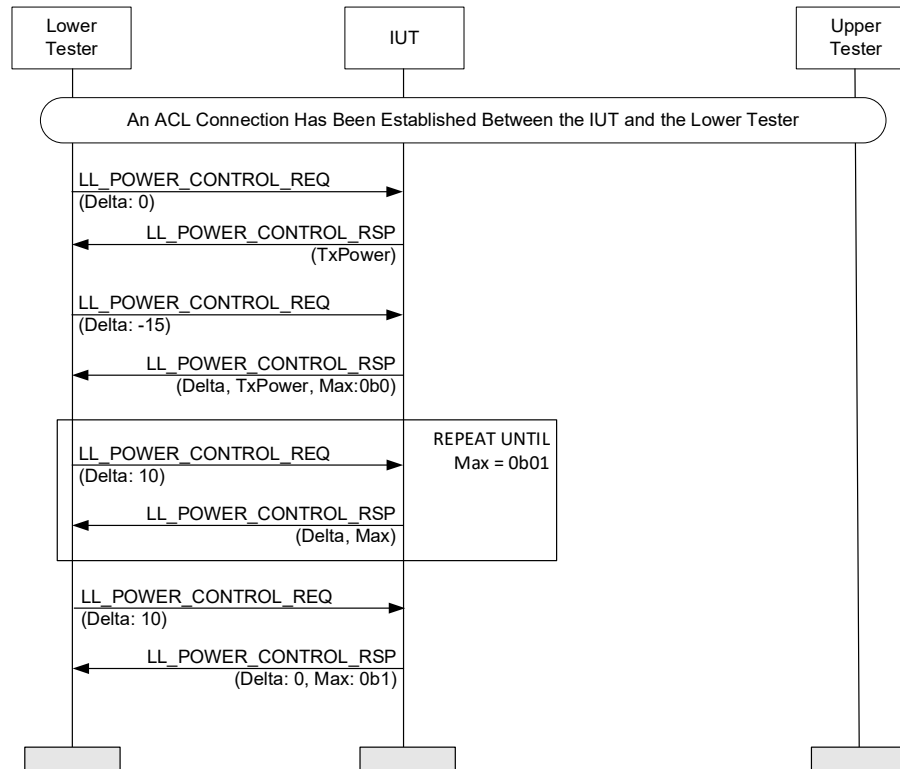 Lower
Tester
IUT
Upper
Tester
An ACL Connection Has Been Established Between the IUT and the Lower Tester
LL_POWER_CONTROL_REQ
(Delta: 0)
LL_POWER_CONTROL_RSP
(TxPower)
LL_POWER_CONTROL_REQ
(Delta: -15)
LL_POWER_CONTROL_RSP
(Delta, TxPower, Max:0b0)
REPEAT UNTIL
Max = 0b01
LL_POWER_CONTROL_REQ
(Delta: 10)
LL_POWER_CONTROL_RSP
(Delta, Max)
LL_POWER_CONTROL_REQ
(Delta: 10)
LL_POWER_CONTROL_RSP
(Delta: 0, Max: 0b1)